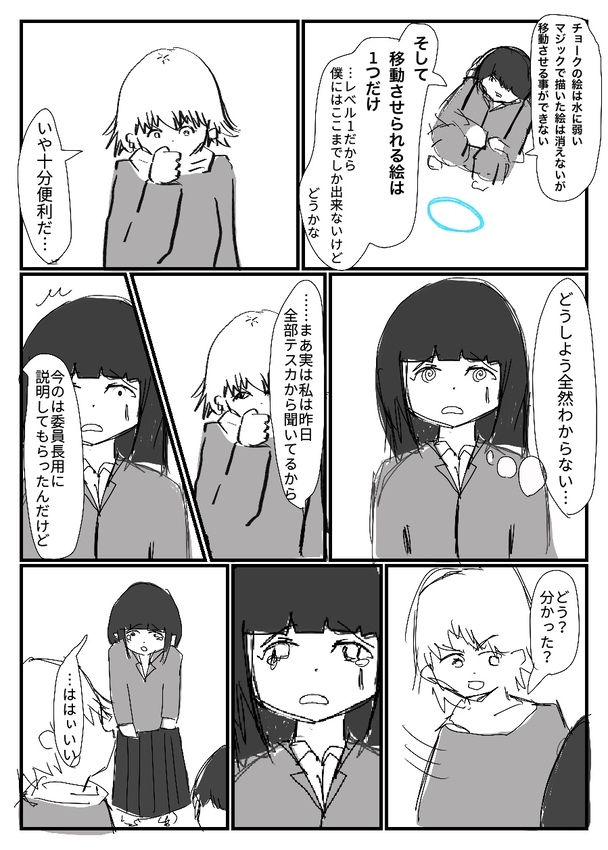 チョークの絵は水に弱い
マジックで描いた絵は消えないが
移動させる事ができない
そして
移動させられる絵は
1つだけ
…レベル1だから
僕にはここまでしか出来ないけど
どうかな
いや十分便利だ…
どうしよう全然わからない…
……まあ実は私は昨日
全部テスカから聞いてるから
今のは委員長用に
説明してもらったんだけど
どう？
分かった？
…ははぃぃぃ